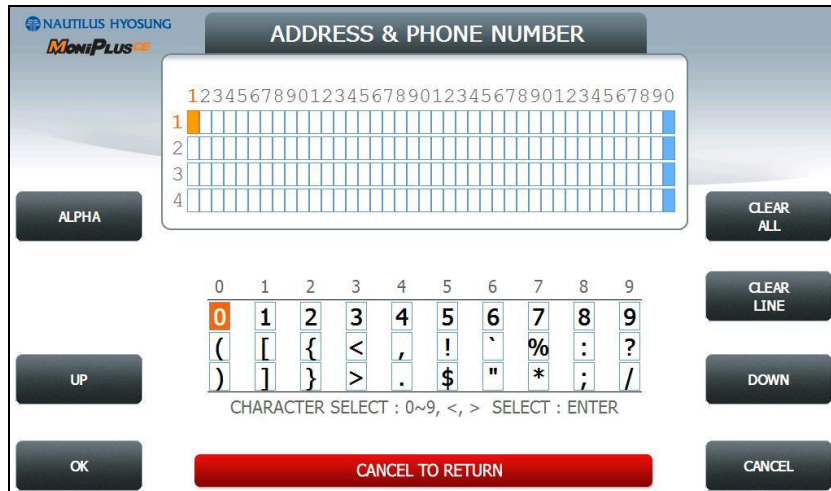 NAUTILUS HYOSUNG
MoniPlusCE
ADDRESS & PHONE NUMBER
1234567890123456789012345678901234567890
1
2
3
4
ALPHA
CLEAR
ALL
0 1 2 3 4 5 6 7 8 9
0 1 2 3 4 5 6 7 8 9
( [ { < , ! ` % : ?
) ] } > . $ " * ; /
CLEAR
LINE
UP
DOWN
CHARACTER SELECT : 0~9, <, > SELECT : ENTER
OK
CANCEL TO RETURN
CANCEL